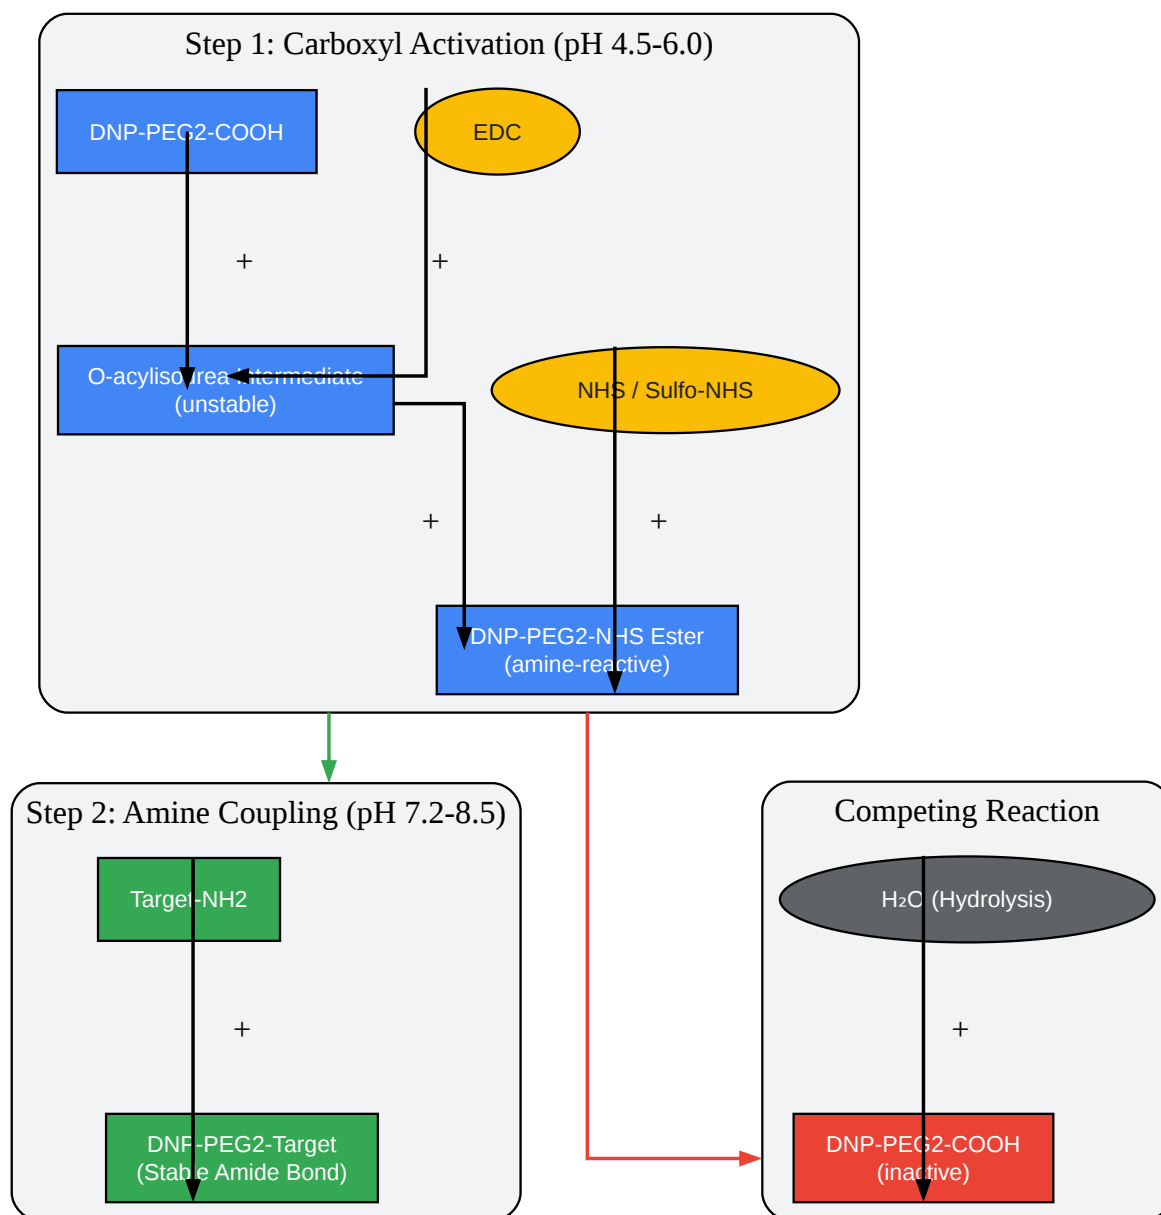 Step 1: Carboxyl Activation (pH 4.5-6.0)
DNP-PEG2-COOH
EDC
+
+
O-acylisourea Intermediate
(unstable)
NHS / Sulfo-NHS
+
+
DNP-PEG2-NHS Ester
(amine-reactive)
Step 2: Amine Coupling (pH 7.2-8.5)
Target-NH2
+
DNP-PEG2-Target
(Stable Amide Bond)
Competing Reaction
H₂O (Hydrolysis)
+
DNP-PEG2-COOH
(inactive)